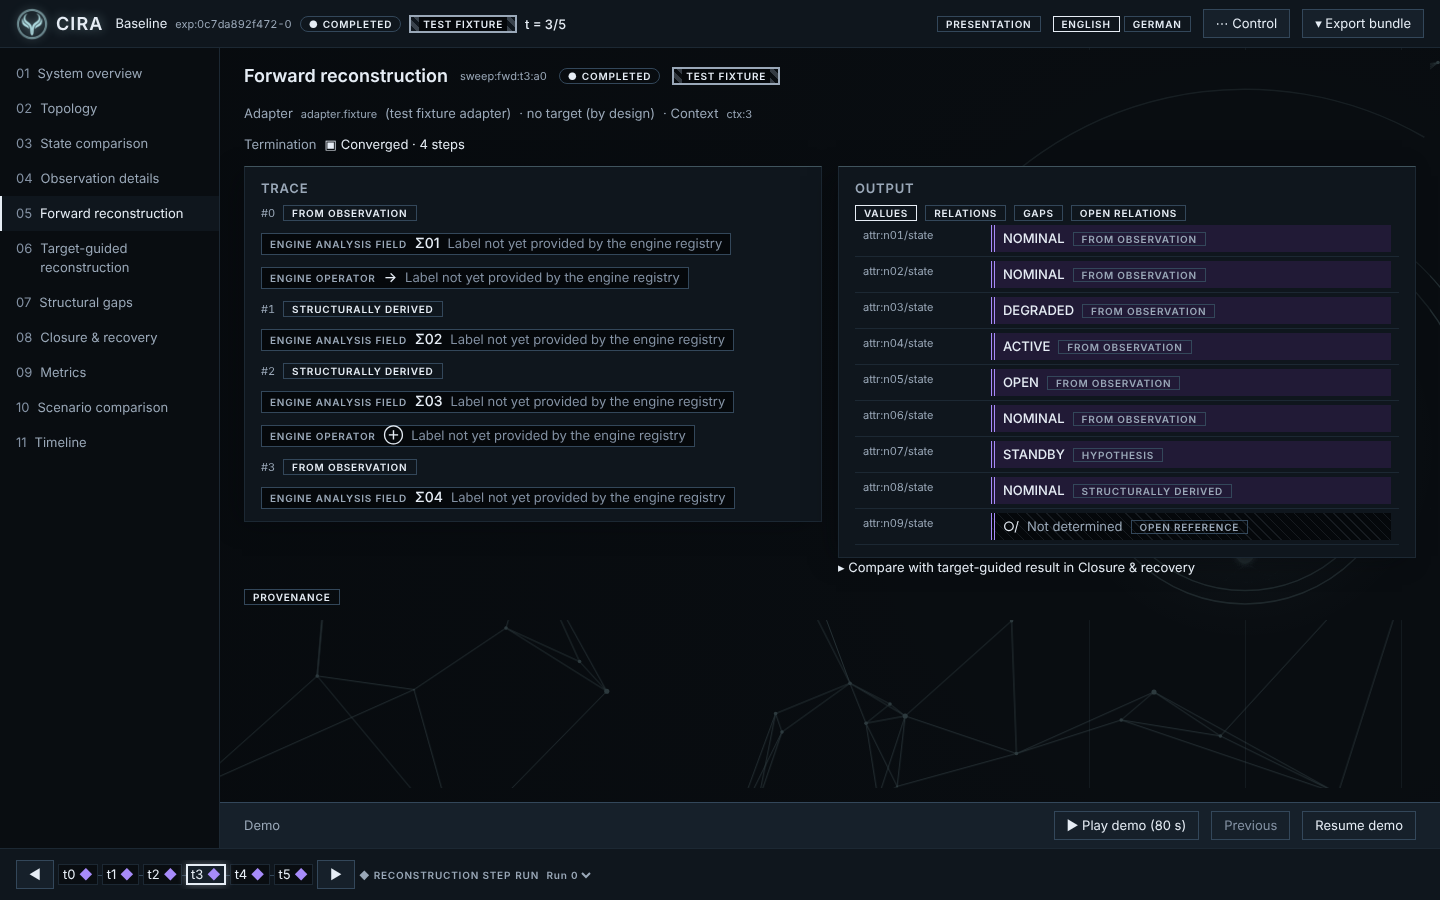 CIRA Baseline exp:0c7da892f472-0 ● COMPLETED TEST FIXTURE t = 3/5 PRESENTATION ENGLISH GERMAN ··· Control ▾ Export bundle
01 System overview
02 Topology
03 State comparison
04 Observation details
05 Forward reconstruction
06 Target-guided
reconstruction
07 Structural gaps
08 Closure & recovery
09 Metrics
10 Scenario comparison
11 Timeline
Forward reconstruction sweep:fwd:t3:a0 ● COMPLETED TEST FIXTURE
Adapter adapter.fixture (test fixture adapter) · no target (by design) · Context ctx:3
Termination ▣ Converged · 4 steps
TRACE
#0 FROM OBSERVATION
ENGINE ANALYSIS FIELD Σ01 Label not yet provided by the engine registry
ENGINE OPERATOR → Label not yet provided by the engine registry
#1 STRUCTURALLY DERIVED
ENGINE ANALYSIS FIELD Σ02 Label not yet provided by the engine registry
#2 STRUCTURALLY DERIVED
ENGINE ANALYSIS FIELD Σ03 Label not yet provided by the engine registry
ENGINE OPERATOR ⊕ Label not yet provided by the engine registry
#3 FROM OBSERVATION
ENGINE ANALYSIS FIELD Σ04 Label not yet provided by the engine registry
OUTPUT
VALUES RELATIONS GAPS OPEN RELATIONS
attr:n01/state NOMINAL FROM OBSERVATION
attr:n02/state NOMINAL FROM OBSERVATION
attr:n03/state DEGRADED FROM OBSERVATION
attr:n04/state ACTIVE FROM OBSERVATION
attr:n05/state OPEN FROM OBSERVATION
attr:n06/state NOMINAL FROM OBSERVATION
attr:n07/state STANDBY HYPOTHESIS
attr:n08/state NOMINAL STRUCTURALLY DERIVED
attr:n09/state O/ Not determined OPEN REFERENCE
▸ Compare with target-guided result in Closure & recovery
PROVENANCE
Demo ▶ Play demo (80 s) Previous Resume demo
◀ t0 ◆ t1 ◆ t2 ◆ t3 ◆ t4 ◆ t5 ◆ ▶ ◆ RECONSTRUCTION STEP RUN Run 0